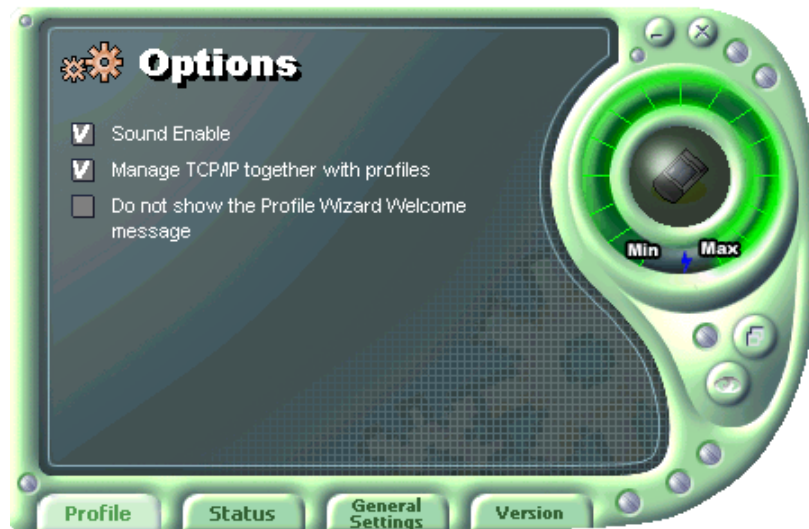 Options
Sound Enable
Manage TCP/IP together with profiles
Do not show the Profile Wizard Welcome
message
Min Max
Profile Status General Settings Version